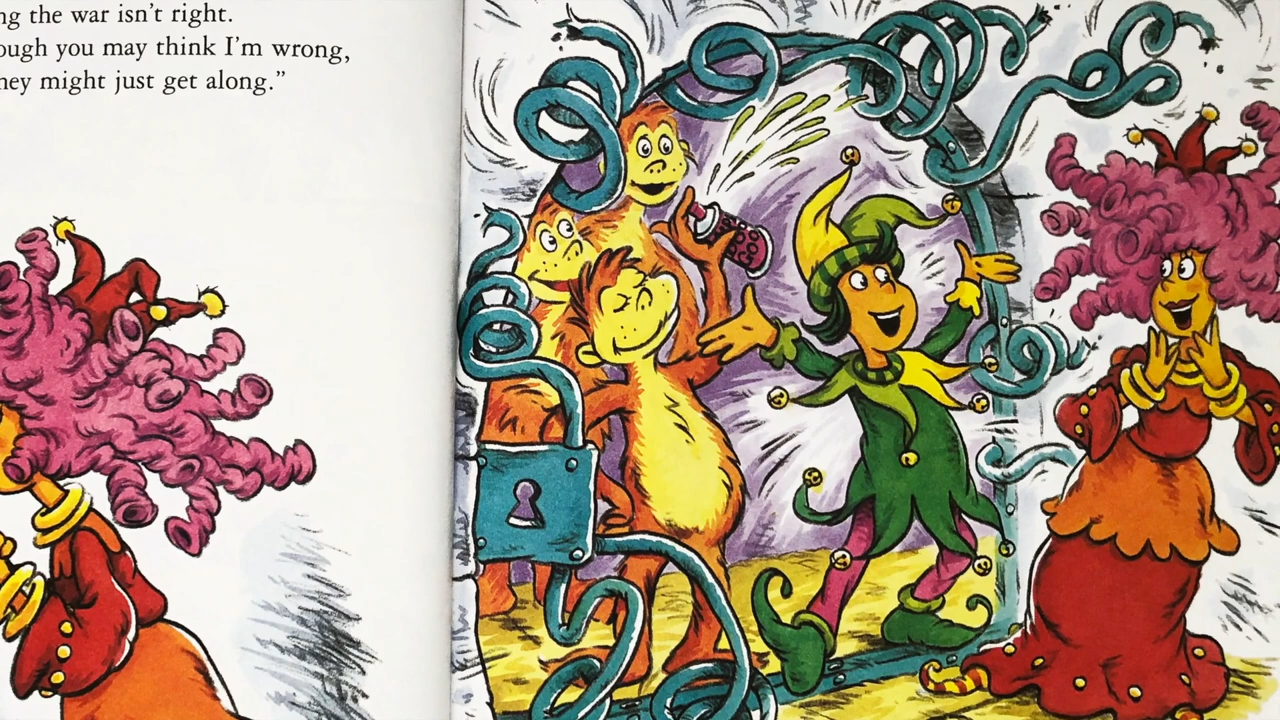 ng the war isn't right.
ough you may think I'm wrong,
hey might just get along.”